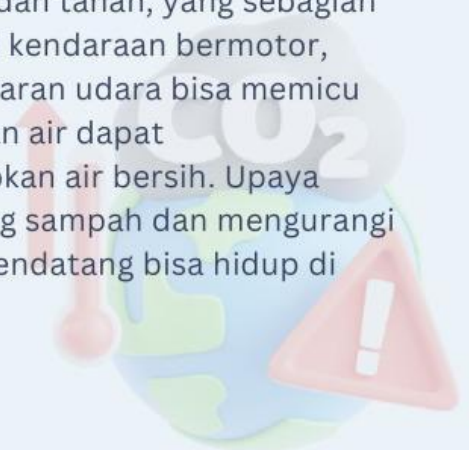 dan tanah, yang sebagian
kendaraan bermotor,
aran udara bisa memicu
n air dapat
kan air bersih. Upaya
g sampah dan mengurangi
endatang bisa hidup di
CO2